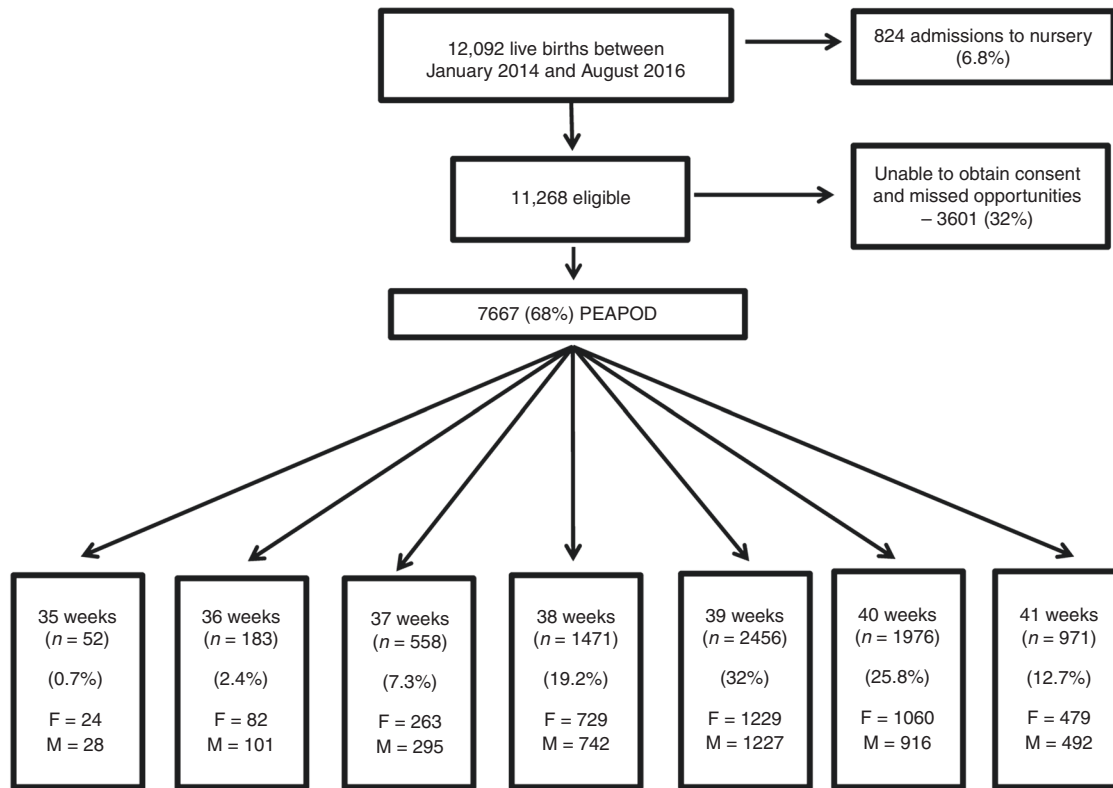 12,092 live births between
January 2014 and August 2016
824 admissions to nursery
(6.8%)
11,268 eligible
Unable to obtain consent
and missed opportunities
– 3601 (32%)
7667 (68%) PEAPOD
35 weeks
(n = 52)
(0.7%)
F = 24
M = 28
36 weeks
(n = 183)
(2.4%)
F = 82
M = 101
37 weeks
(n = 558)
(7.3%)
F = 263
M = 295
38 weeks
(n = 1471)
(19.2%)
F = 729
M = 742
39 weeks
(n = 2456)
(32%)
F = 1229
M = 1227
40 weeks
(n = 1976)
(25.8%)
F = 1060
M = 916
41 weeks
(n = 971)
(12.7%)
F = 479
M = 492